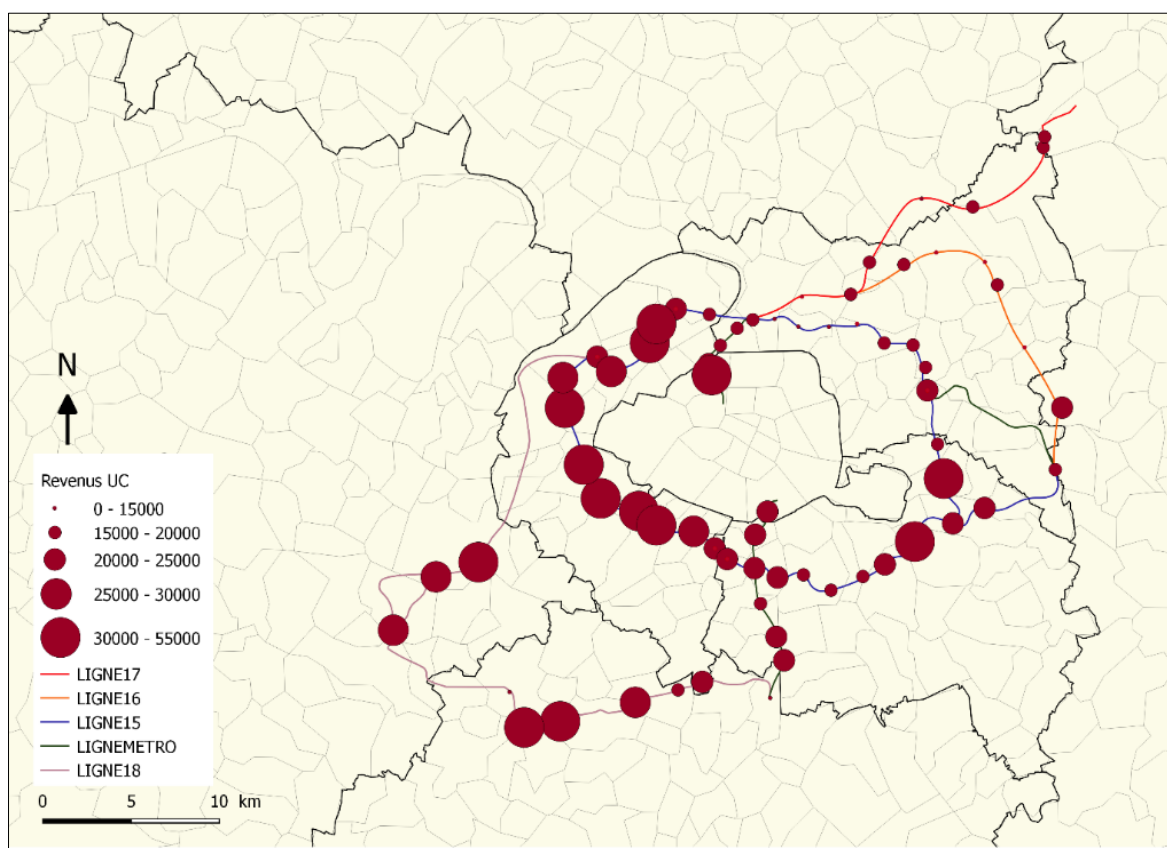 N
Revenus UC
0 - 15000
15000 - 20000
20000 - 25000
25000 - 30000
30000 - 55000
LIGNE17
LIGNE16
LIGNE15
LIGNEMETRO
LIGNE18
0 5 10 km